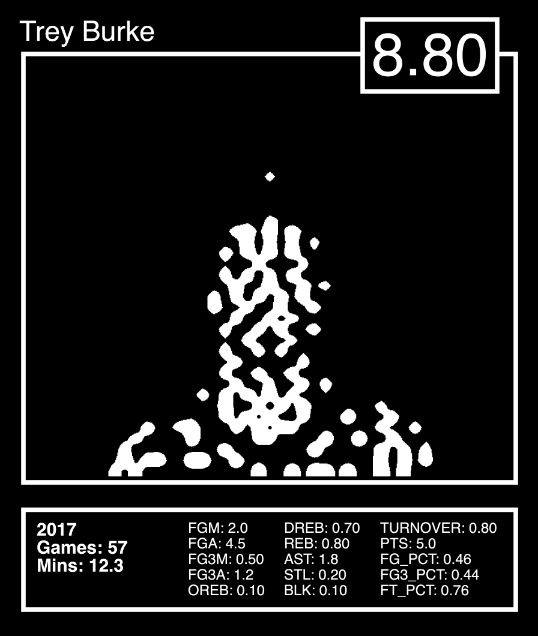 Trey Burke
8.80
2017
Games: 57
Mins: 12.3
FGM: 2.0
FGA: 4.5
FG3M: 0.50
FG3A: 1.2
OREB: 0.10
DREB: 0.70
REB: 0.80
AST: 1.8
STL: 0.20
BLK: 0.10
TURNOVER: 0.80
PTS: 5.0
FG_PCT: 0.46
FG3_PCT: 0.44
FT_PCT: 0.76